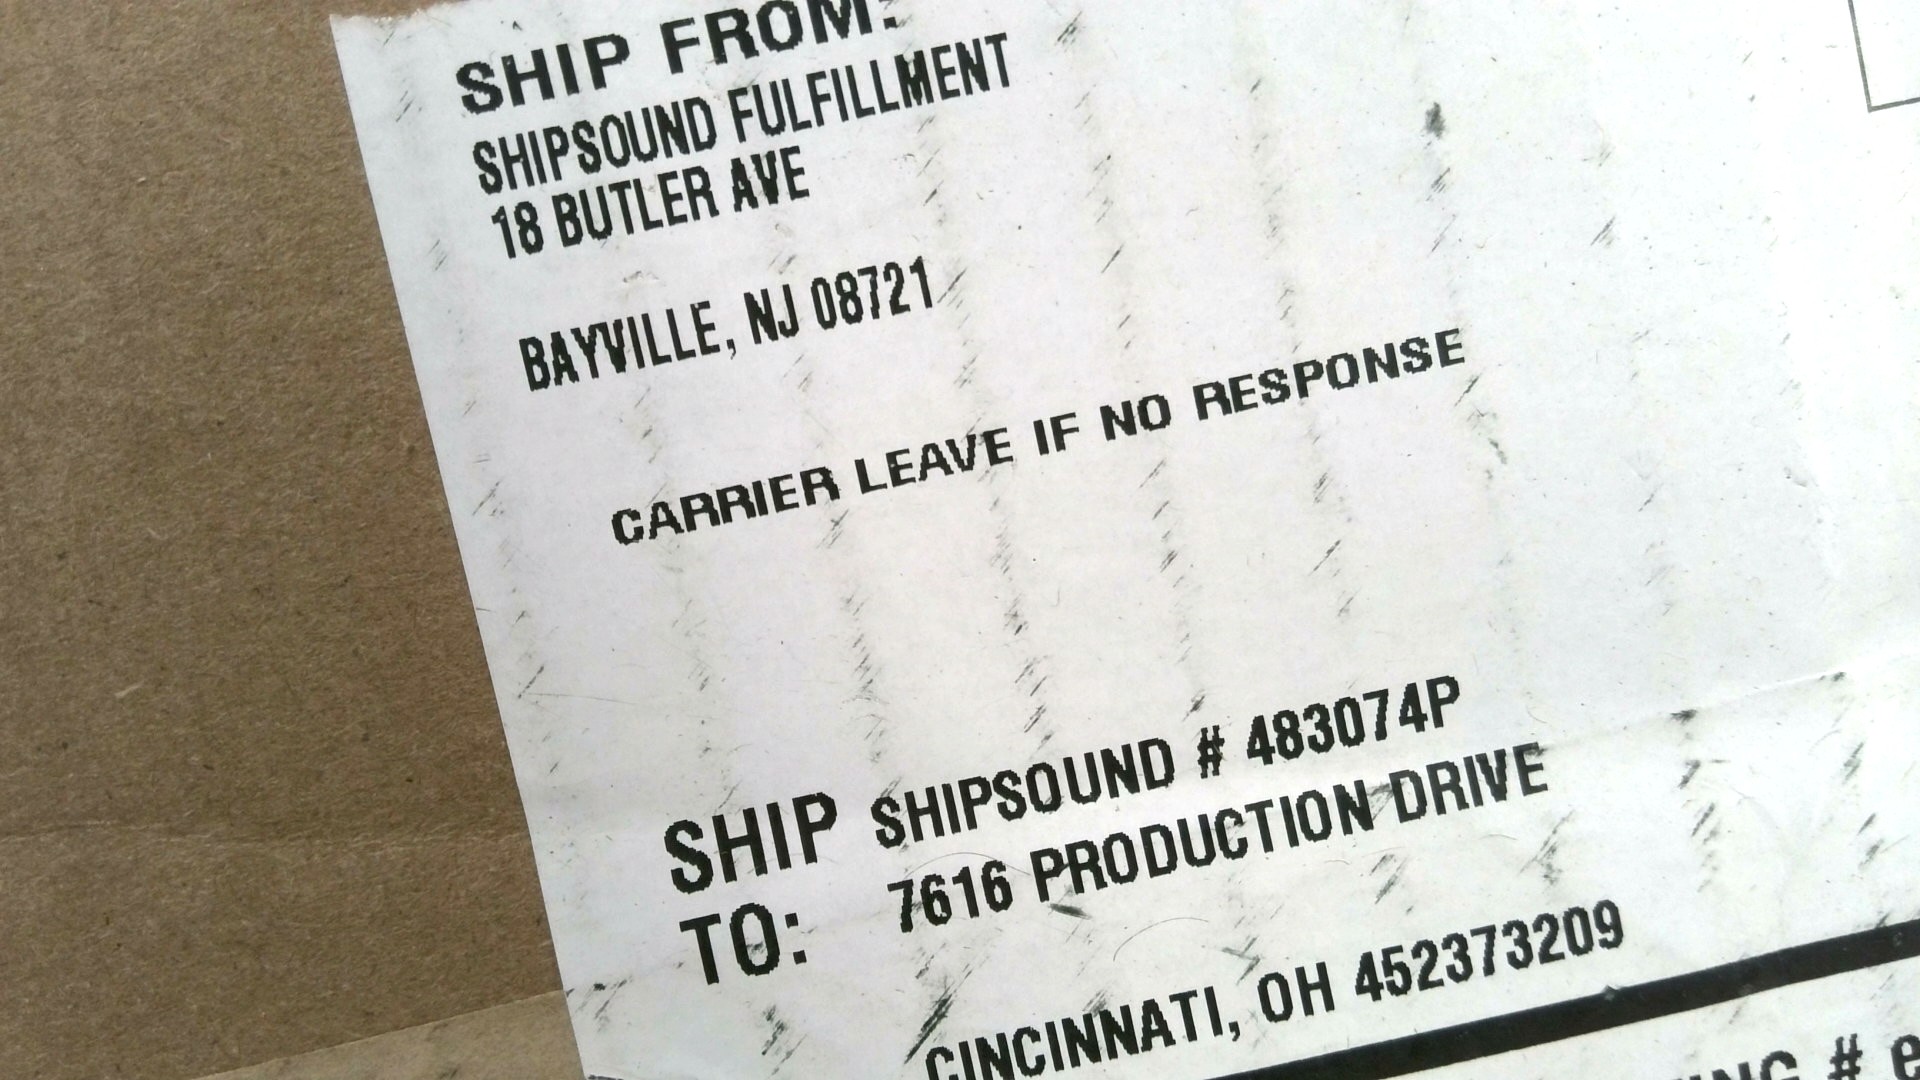 SHIP FROM:
SHIPSOUND FULFILLMENT
18 BUTLER AVE
BAYVILLE, NJ 08721
CARRIER LEAVE IF NO RESPONSE
SHIP TO:
SHIPSOUND # 483074P
7616 PRODUCTION DRIVE
CINCINNATI, OH 452373209
#